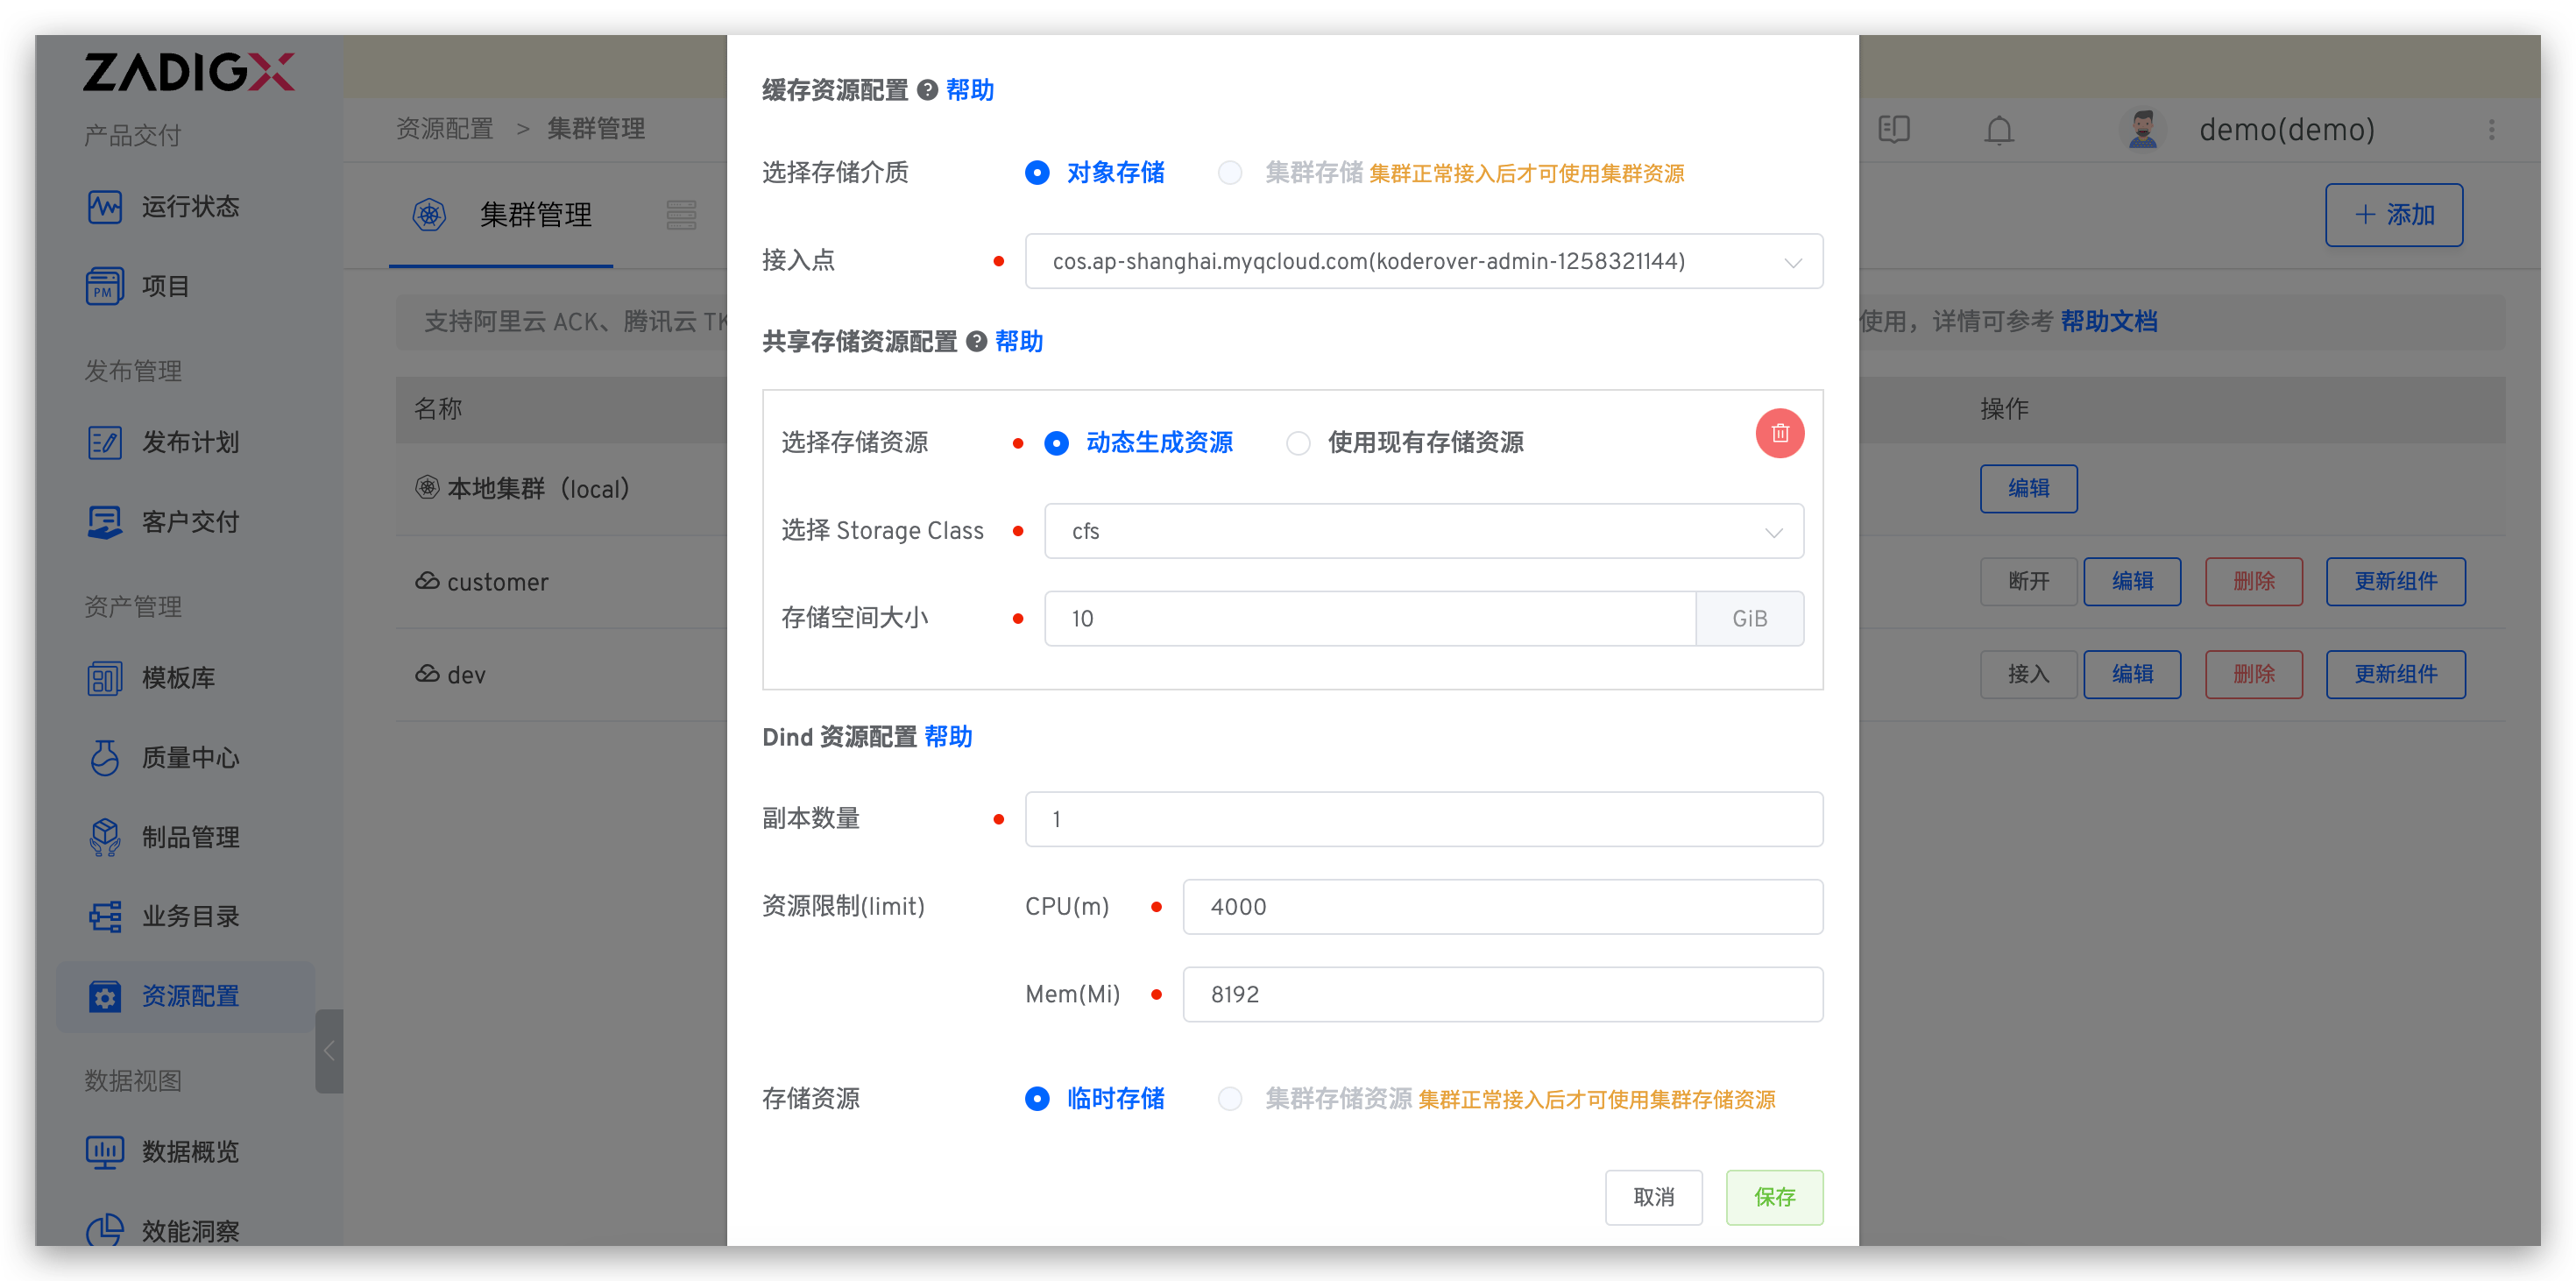 ZADIGX
产品交付
运行状态
PM
项目
发布管理
发布计划
客户交付
资产管理
模板库
质量中心
制品管理
业务目录
资源配置
数据视图
数据概览
效能洞察
资源配置 > 集群管理
demo(demo)
集群管理
+ 添加
支持阿里云 ACK、腾讯云 TK
使用，详情可参考 帮助文档
名称
操作
本地集群（local）
编辑
customer
断开 编辑 删除 更新组件
dev
接入 编辑 删除 更新组件
缓存资源配置 ? 帮助
选择存储介质
对象存储
集群存储 集群正常接入后才可使用集群资源
接入点
cos.ap-shanghai.myqcloud.com(koderover-admin-1258321144)
共享存储资源配置 ? 帮助
选择存储资源
动态生成资源
使用现有存储资源
选择 Storage Class
cfs
存储空间大小
10
GiB
Dind 资源配置 帮助
副本数量
1
资源限制(limit)
CPU(m)
4000
Mem(Mi)
8192
存储资源
临时存储
集群存储资源 集群正常接入后才可使用集群存储资源
取消
保存